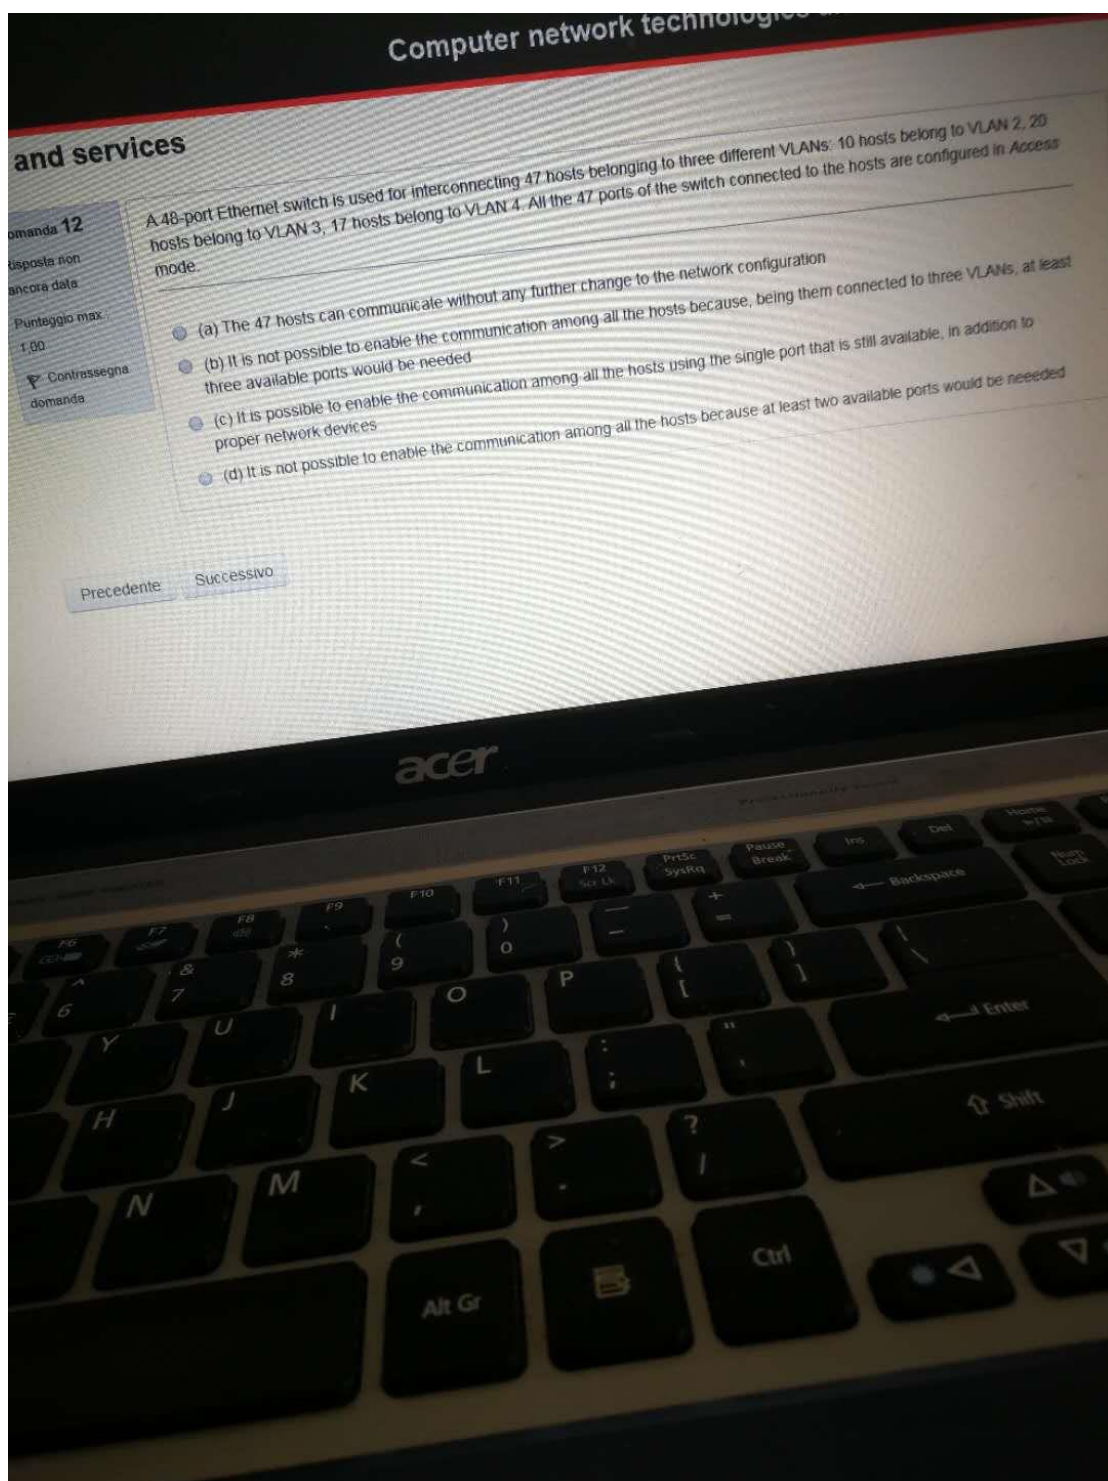 Computer network technologies
and services
omanda 12
Risposta non
ancora data
Punteggio max.:
1,00
Contrassegna
domanda
A 48-port Ethernet switch is used for interconnecting 47 hosts belonging to three different VLANs: 10 hosts belong to VLAN 2, 20
hosts belong to VLAN 3, 17 hosts belong to VLAN 4. All the 47 ports of the switch connected to the hosts are configured in Access
mode.
(a) The 47 hosts can communicate without any further change to the network configuration
(b) It is not possible to enable the communication among all the hosts because, being them connected to three VLANs, at least
three available ports would be needed
(c) It is possible to enable the communication among all the hosts using the single port that is still available, in addition to
proper network devices
(d) It is not possible to enable the communication among all the hosts because at least two available ports would be neeeded
Precedente Successivo
acer
F6 F7 F8 F9 F10 F11 F12 Scr Lk PrtSc SysRq Pause Break Ins Del Home
Num Lock
^ 6 & 7 * 8 ( 9 ) 0 _ - + = Backspace
Y U I O P { [ } ] | \
H J K L : ; " ' Enter
N M < , > . ? / Shift
Alt Gr Ctrl